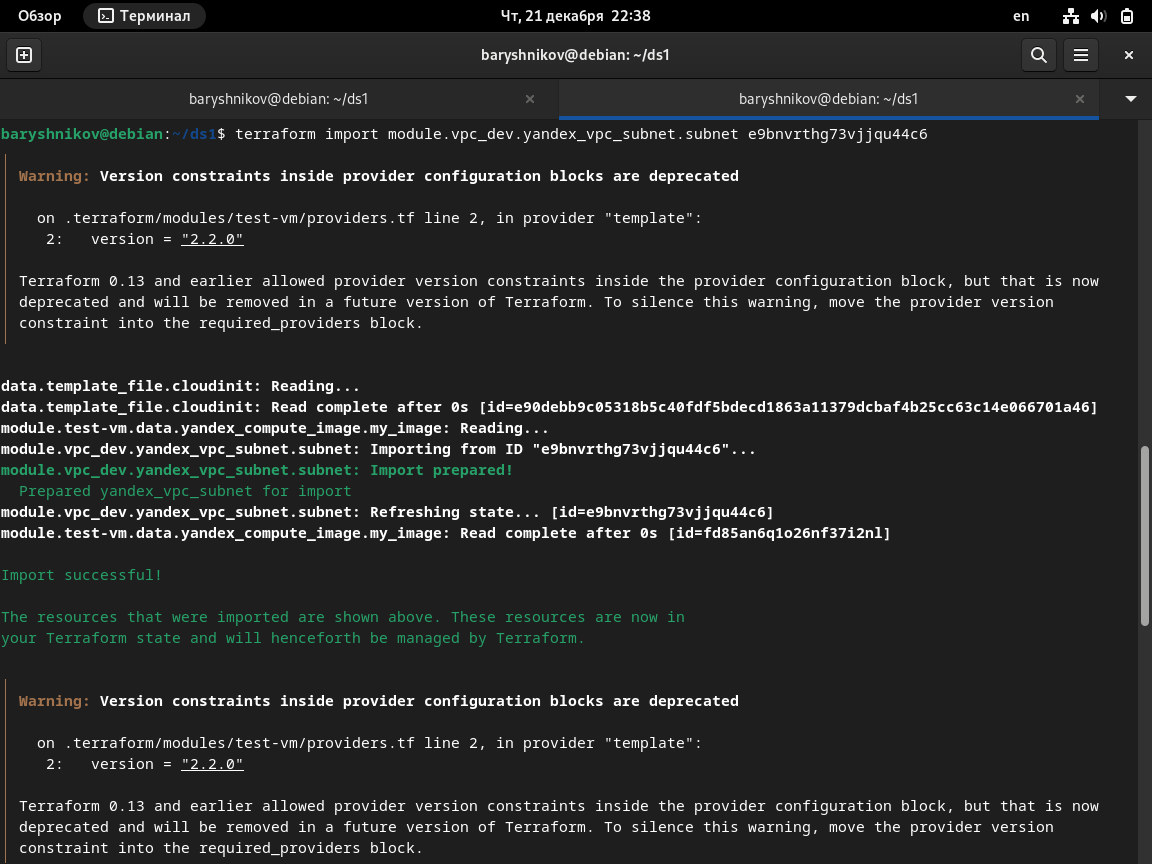 Обзор
Терминал
Чт, 21 декабря 22:38
en
baryshnikov@debian: ~/ds1
baryshnikov@debian: ~/ds1
baryshnikov@debian: ~/ds1
baryshnikov@debian:~/ds1$ terraform import module.vpc_dev.yandex_vpc_subnet.subnet e9bnvrthg73vjjqu44c6
Warning: Version constraints inside provider configuration blocks are deprecated
on .terraform/modules/test-vm/providers.tf line 2, in provider "template":
2: version = "2.2.0"
Terraform 0.13 and earlier allowed provider version constraints inside the provider configuration block, but that is now
deprecated and will be removed in a future version of Terraform. To silence this warning, move the provider version
constraint into the required_providers block.
data.template_file.cloudinit: Reading...
data.template_file.cloudinit: Read complete after 0s [id=e90debb9c05318b5c40fdf5bdecd1863a11379dcbaf4b25cc63c14e066701a46]
module.test-vm.data.yandex_compute_image.my_image: Reading...
module.vpc_dev.yandex_vpc_subnet.subnet: Importing from ID "e9bnvrthg73vjjqu44c6"...
module.vpc_dev.yandex_vpc_subnet.subnet: Import prepared!
Prepared yandex_vpc_subnet for import
module.vpc_dev.yandex_vpc_subnet.subnet: Refreshing state... [id=e9bnvrthg73vjjqu44c6]
module.test-vm.data.yandex_compute_image.my_image: Read complete after 0s [id=fd85an6q1o26nf37i2nl]
Import successful!
The resources that were imported are shown above. These resources are now in
your Terraform state and will henceforth be managed by Terraform.
Warning: Version constraints inside provider configuration blocks are deprecated
on .terraform/modules/test-vm/providers.tf line 2, in provider "template":
2: version = "2.2.0"
Terraform 0.13 and earlier allowed provider version constraints inside the provider configuration block, but that is now
deprecated and will be removed in a future version of Terraform. To silence this warning, move the provider version
constraint into the required_providers block.